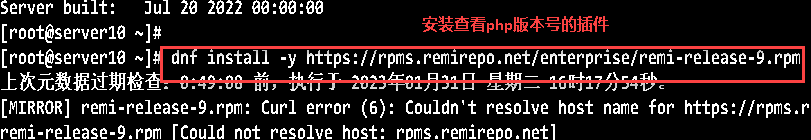 Server built:   Jul 20 2022 00:00:00
[root@server10 ~]#
安装查看php版本号的插件
[root@server10 ~]# dnf install -y https://rpms.remirepo.net/enterprise/remi-release-9.rpm
上次元数据过期检查：0:49:08 前，执行于 2023年01月31日 星期二 16时17分54秒。
[MIRROR] remi-release-9.rpm: Curl error (6): Couldn't resolve host name for https://rpms.r
remi-release-9.rpm [Could not resolve host: rpms.remirepo.net]